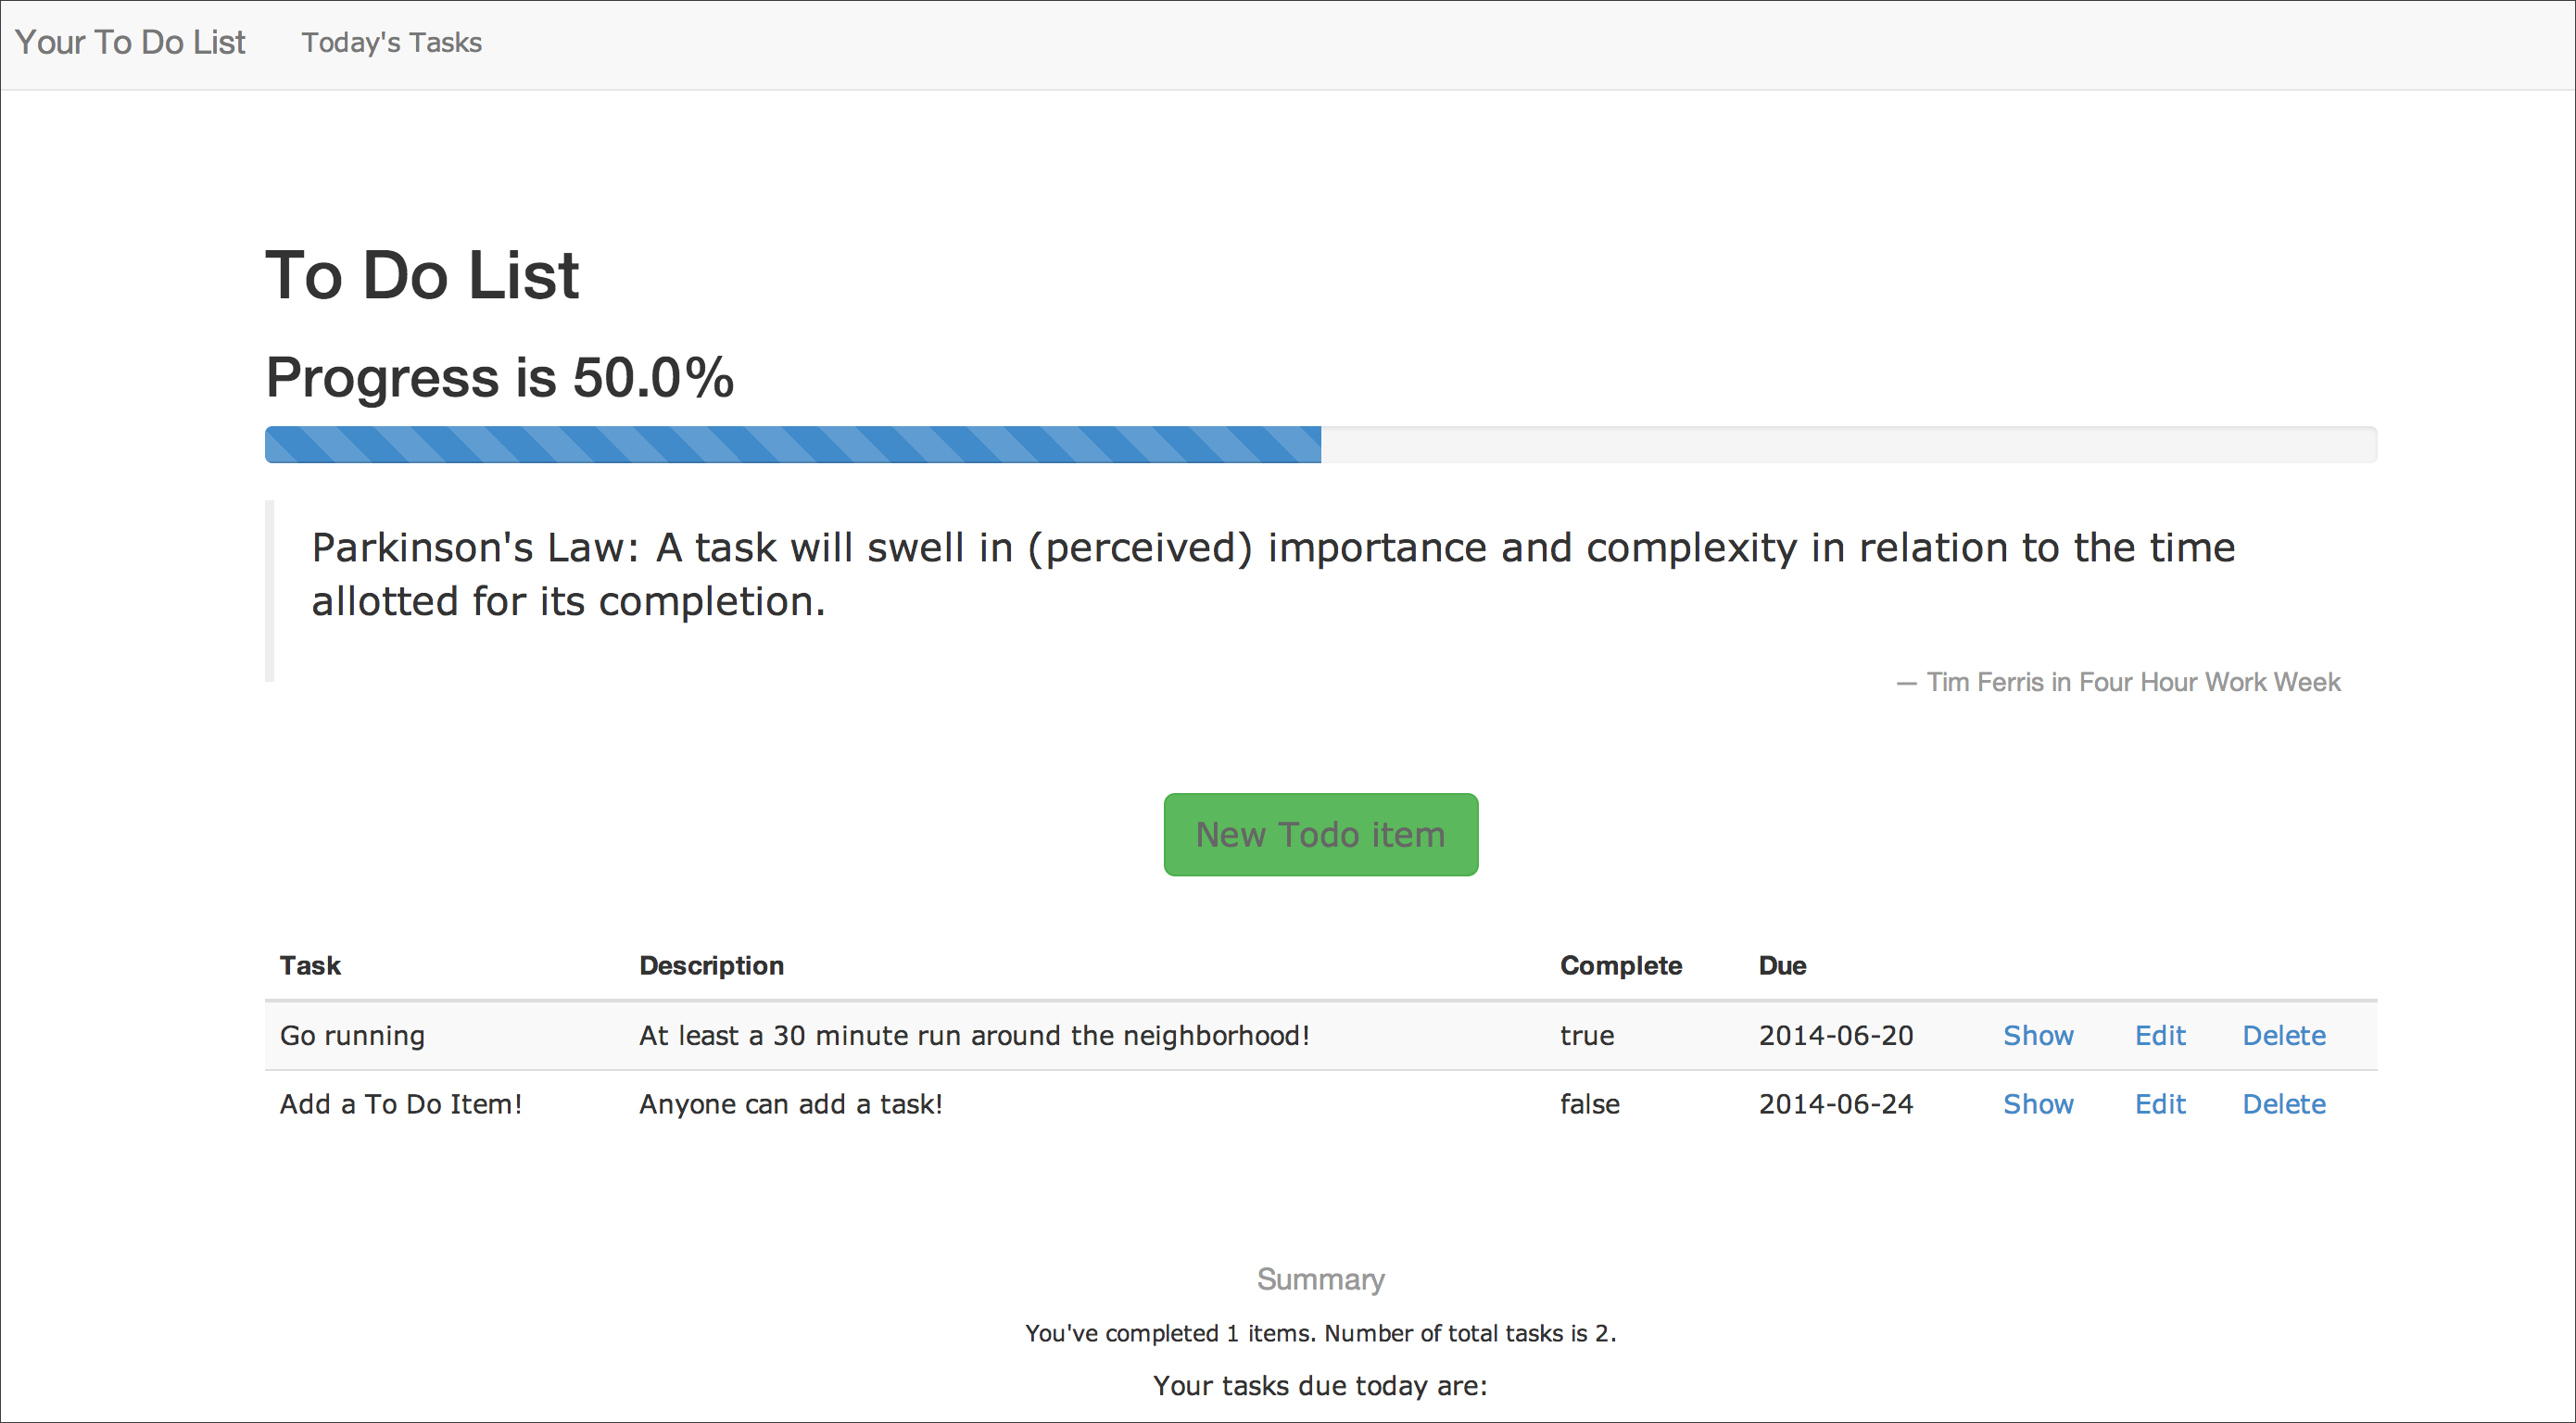 Your To Do List Today's Tasks
To Do List
Progress is 50.0%
Parkinson's Law: A task will swell in (perceived) importance and complexity in relation to the time
allotted for its completion.
— Tim Ferris in Four Hour Work Week
New Todo item
Task Description Complete Due
Go running At least a 30 minute run around the neighborhood! true 2014-06-20 Show Edit Delete
Add a To Do Item! Anyone can add a task! false 2014-06-24 Show Edit Delete
Summary
You've completed 1 items. Number of total tasks is 2.
Your tasks due today are: